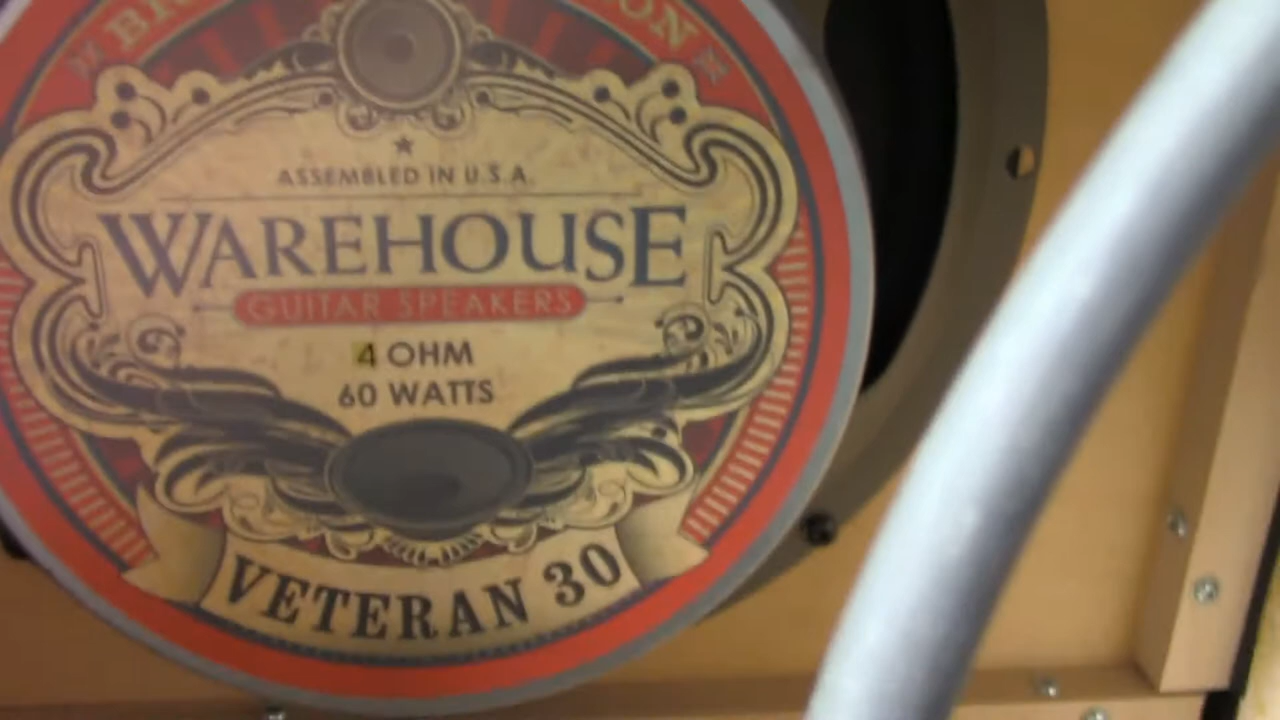 ASSEMBLED IN U.S.A.
WAREHOUSE
GUITAR SPEAKERS
4 OHM
60 WATTS
VETERAN 30